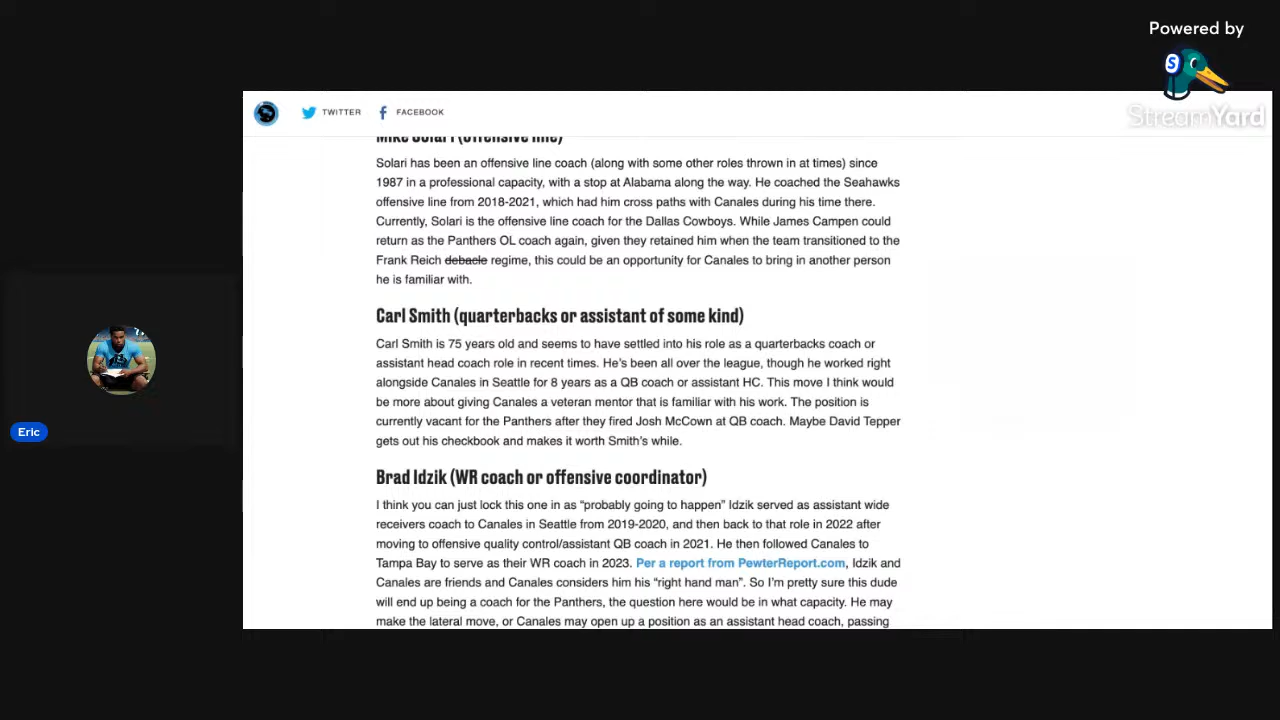 Powered by
S
StreamYard
TWITTER
FACEBOOK
Mike Solari (offensive line)
Solari has been an offensive line coach (along with some other roles thrown in at times) since
1987 in a professional capacity, with a stop at Alabama along the way. He coached the Seahawks
offensive line from 2018-2021, which had him cross paths with Canales during his time there.
Currently, Solari is the offensive line coach for the Dallas Cowboys. While James Campen could
return as the Panthers OL coach again, given they retained him when the team transitioned to the
Frank Reich debacle regime, this could be an opportunity for Canales to bring in another person
he is familiar with.
Carl Smith (quarterbacks or assistant of some kind)
Carl Smith is 75 years old and seems to have settled into his role as a quarterbacks coach or
assistant head coach role in recent times. He's been all over the league, though he worked right
alongside Canales in Seattle for 8 years as a QB coach or assistant HC. This move I think would
be more about giving Canales a veteran mentor that is familiar with his work. The position is
currently vacant for the Panthers after they fired Josh McCown at QB coach. Maybe David Tepper
gets out his checkbook and makes it worth Smith's while.
Brad Idzik (WR coach or offensive coordinator)
I think you can just lock this one in as “probably going to happen” Idzik served as assistant wide
receivers coach to Canales in Seattle from 2019-2020, and then back to that role in 2022 after
moving to offensive quality control/assistant QB coach in 2021. He then followed Canales to
Tampa Bay to serve as their WR coach in 2023. Per a report from PewterReport.com, Idzik and
Canales are friends and Canales considers him his “right hand man”. So I'm pretty sure this dude
will end up being a coach for the Panthers, the question here would be in what capacity. He may
make the lateral move, or Canales may open up a position as an assistant head coach, passing
Eric